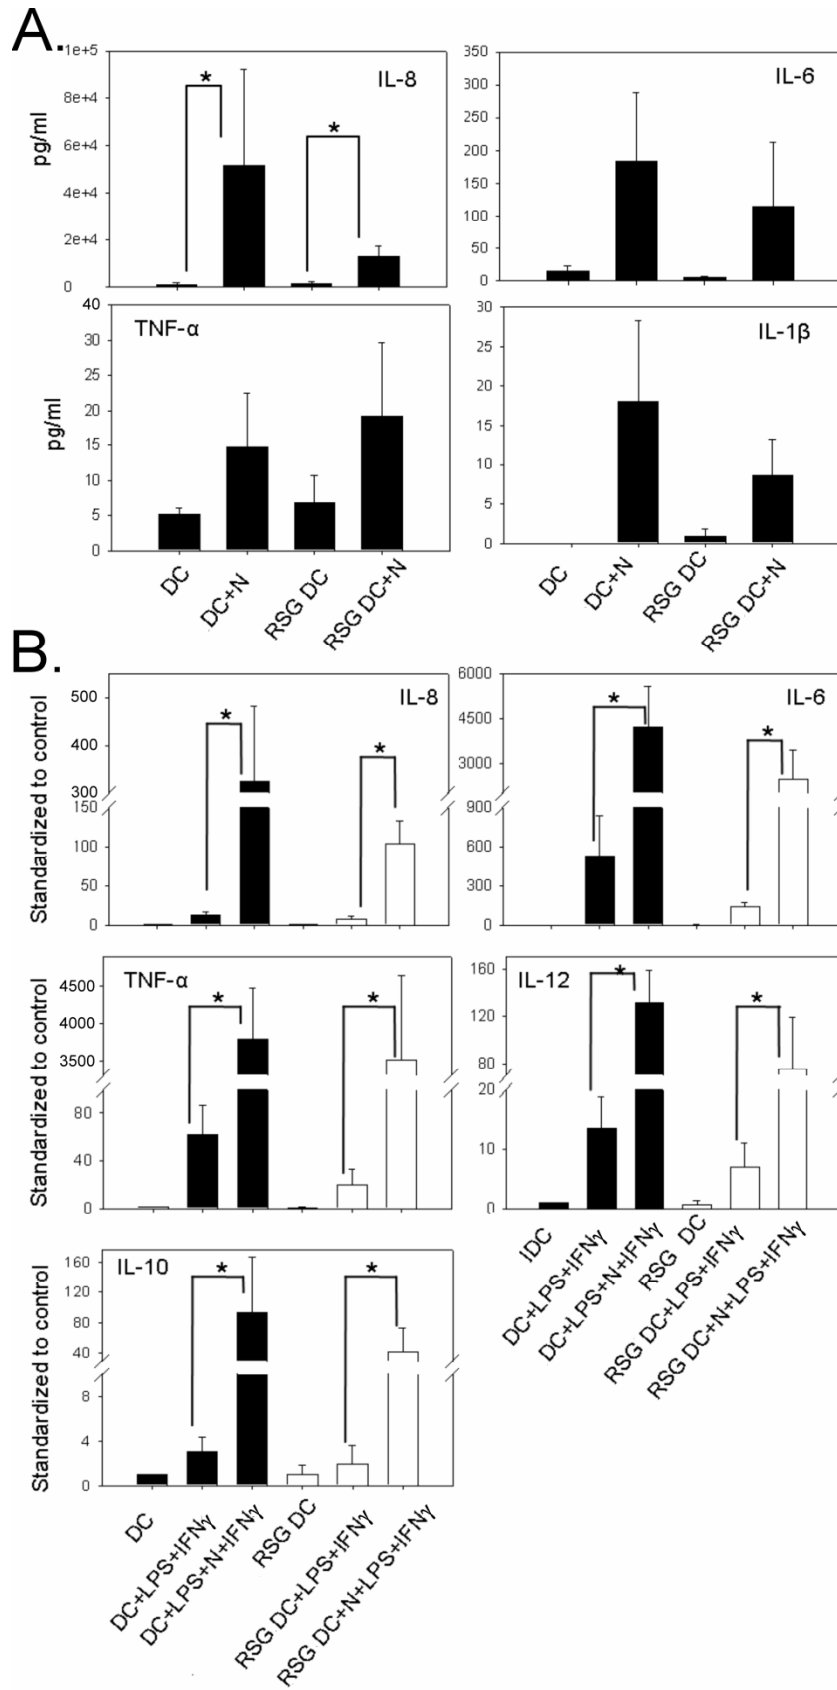 A.
1e+5
8e+4
6e+4
4e+4
2e+4
0
pg/ml
IL-8
*
*
350
300
250
200
150
100
50
0
IL-6
40
30
25
20
15
10
5
0
pg/ml
TNF-α
DC
DC+N
RSG DC
RSG DC+N
30
25
20
15
10
5
0
IL-1β
DC
DC+N
RSG DC
RSG DC+N
B.
Standardized to control
500
400
300
150
100
50
0
IL-8
*
*
6000
4500
3000
900
600
300
0
IL-6
*
*
Standardized to control
4500
4000
3500
80
40
0
TNF-α
*
*
160
120
80
20
10
0
IL-12
*
*
IDC
DC+LPS+IFNγ
DC+LPS+N+IFNγ
RSG DC
RSG DC+LPS+IFNγ
RSG DC+N+LPS+IFNγ
Standardized to control
160
120
80
40
8
4
0
IL-10
*
*
DC
DC+LPS+IFNγ
DC+LPS+N+IFNγ
RSG DC
RSG DC+LPS+IFNγ
RSG DC+N+LPS+IFNγ